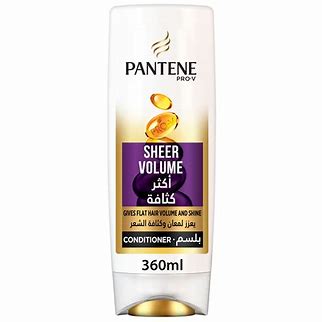 PANTENE
PRO-V
PRO-V
SHEER
VOLUME
أكثر
كثافة
GIVES FLAT HAIR VOLUME AND SHINE
يعزز لمعان وكثافة الشعر
CONDITIONER • بلسم
360ml